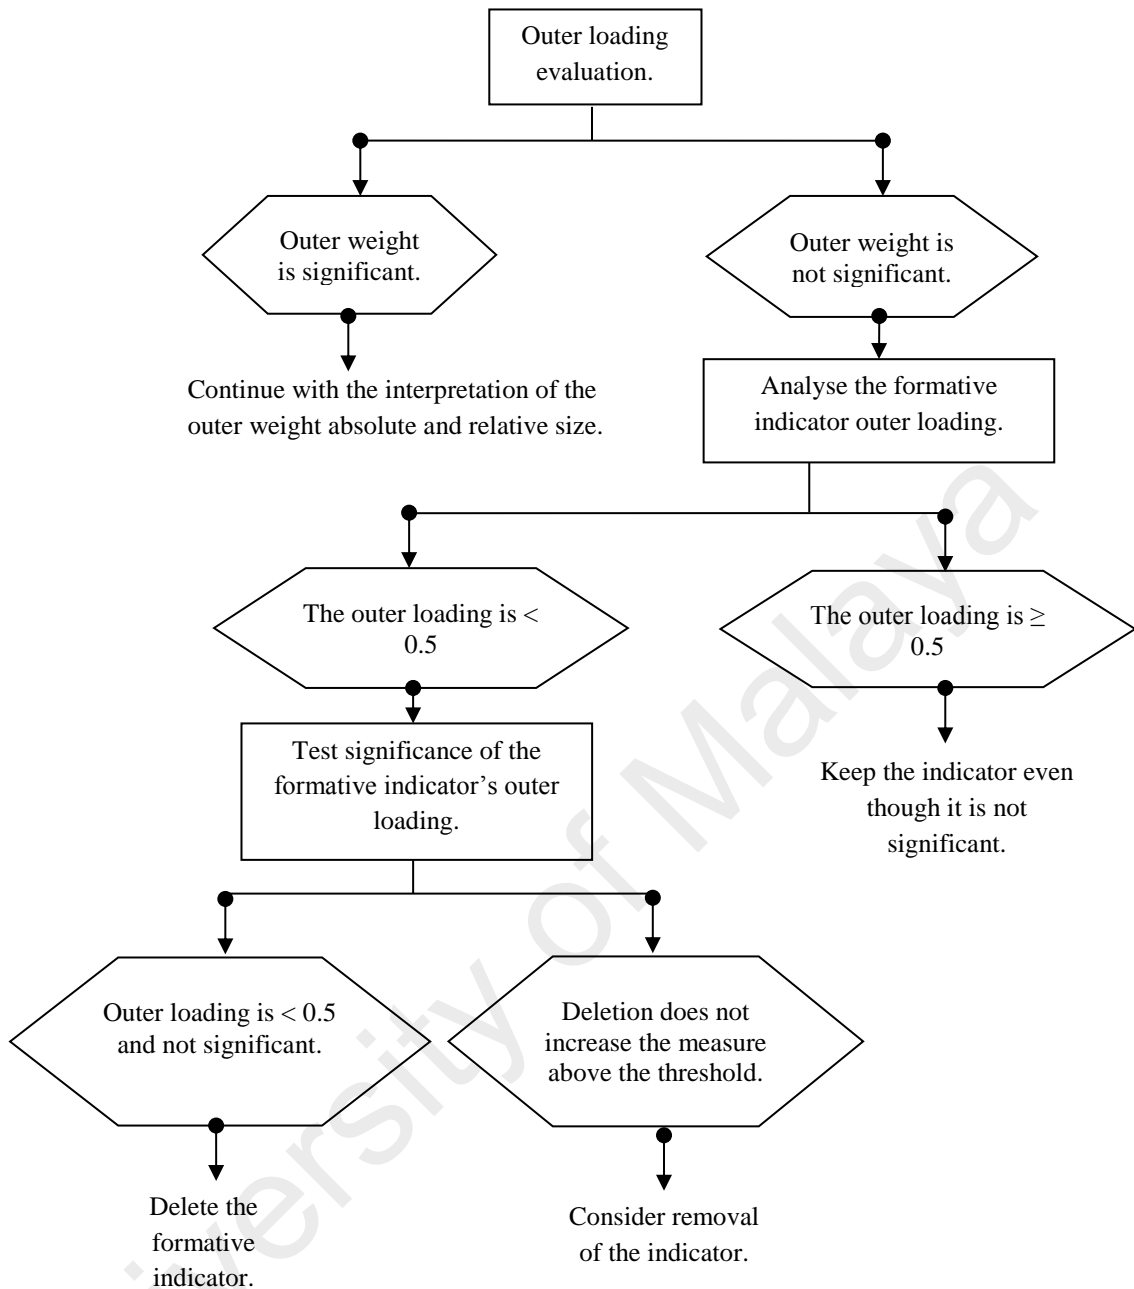 Outer loading
evaluation.
Outer weight
is significant.
Outer weight is
not significant.
Continue with the interpretation of the
outer weight absolute and relative size.
Analyse the formative
indicator outer loading.
The outer loading is <
0.5
The outer loading is ≥
0.5
Test significance of the
formative indicator’s outer
loading.
Keep the indicator even
though it is not
significant.
Outer loading is < 0.5
and not significant.
Deletion does not
increase the measure
above the threshold.
Delete the
formative
indicator.
Consider removal
of the indicator.
iversity of Malaya